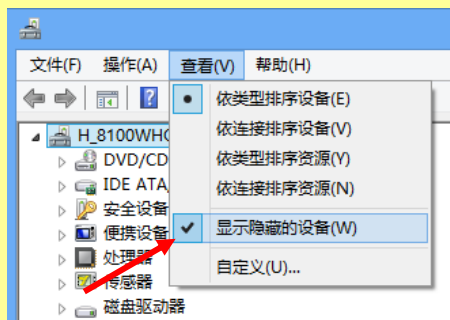 文件(F) 操作(A) 查看(V) 帮助(H)
依类型排序设备(E)
依连接排序设备(V)
依类型排序资源(Y)
依连接排序资源(N)
显示隐藏的设备(W)
自定义(U)...
H_8100WHC
DVD/CD
IDE ATA
安全设备
便携设备
处理器
传感器
磁盘驱动器